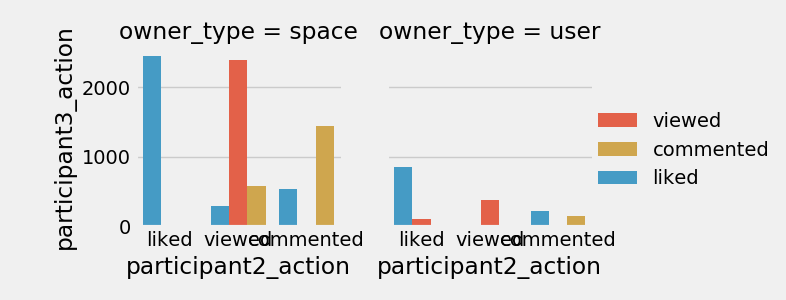 owner_type = space
owner_type = user
participant3_action
2000
1000
0
liked
viewed
commented
liked
viewed
commented
participant2_action
participant2_action
viewed
commented
liked